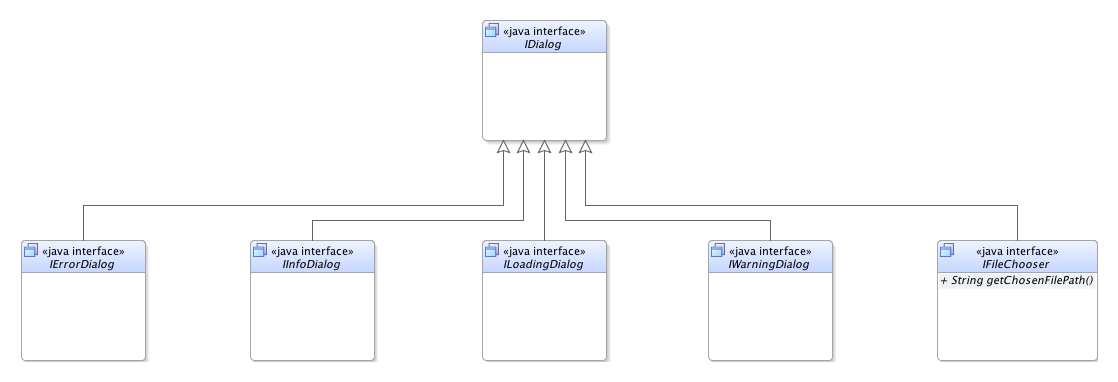 «java interface»
IDialog
«java interface»
IErrorDialog
«java interface»
IInfoDialog
«java interface»
ILoadingDialog
«java interface»
IWarningDialog
«java interface»
IFileChooser
+ String getChosenFilePath()